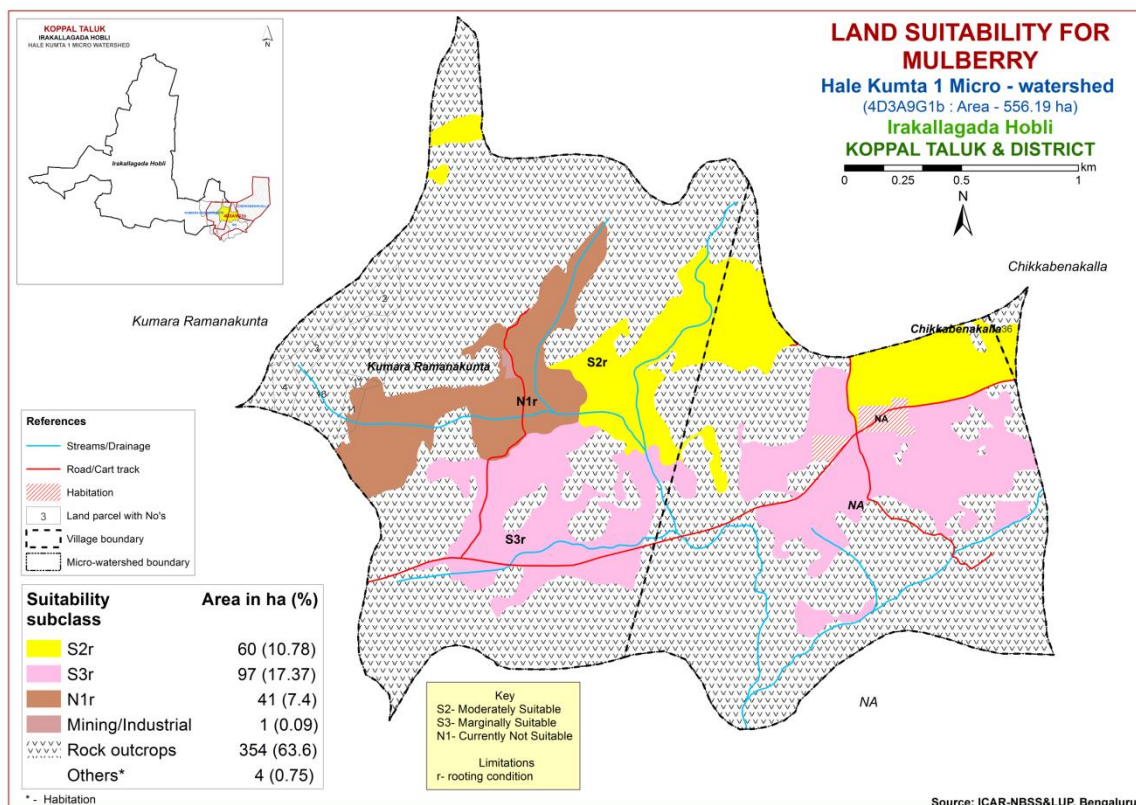 KOPPAL TALUK
IRAKALLAGADA HOBLI
HALE KUMTA 1 MICRO WATERSHED
N
Irakallagada Hobli
LAND SUITABILITY FOR
MULBERRY
Hale Kumta 1 Micro - watershed
(4D3A9G1b : Area - 556.19 ha)
Irakallagada Hobli
KOPPAL TALUK & DISTRICT
km
0 0.25 0.5 1
N
Chikkabenakalla
Kumara Ramanakunta
2
3
1
4
Chikkabenakalla
36
S2r
Kumara Ramanakunta
17
N1r
NA
S3r
NA
NA
References
Streams/Drainage
Road/Cart track
Habitation
3 Land parcel with No's
Village boundary
Micro-watershed boundary
Suitability subclass Area in ha (%)
S2r 60 (10.78)
S3r 97 (17.37)
N1r 41 (7.4)
Mining/Industrial 1 (0.09)
Rock outcrops 354 (63.6)
Others* 4 (0.75)
* - Habitation
Key
S2- Moderately Suitable
S3- Marginally Suitable
N1- Currently Not Suitable
Limitations
r- rooting condition
Source: ICAR-NBSS&LUP, Bengaluru